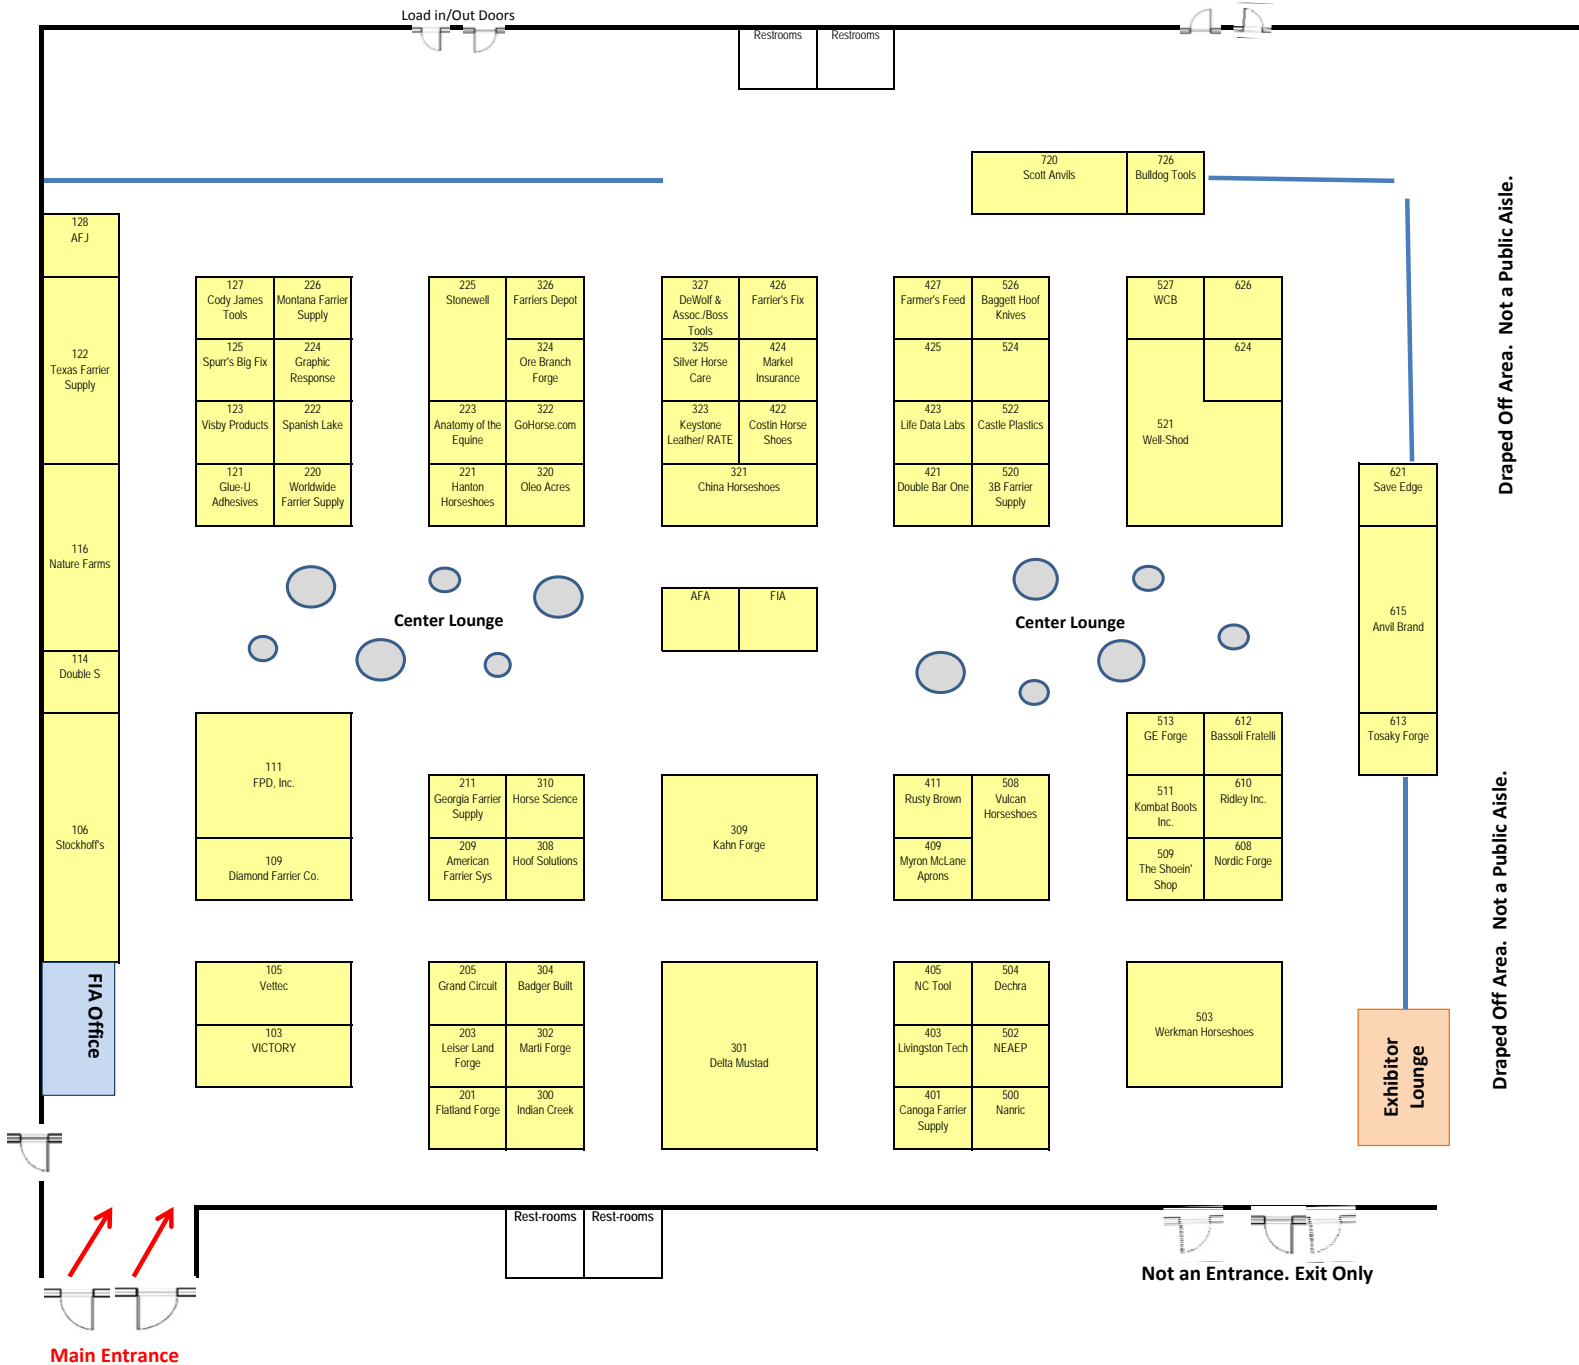 Load in/Out Doors
Restrooms
Restrooms
720
Scott Anvils
726
Bulldog Tools
Draped Off Area.  Not a Public Aisle.
128
AFJ
122
Texas Farrier
Supply
116
Nature Farms
114
Double S
106
Stockhoff's
FIA Office
127
Cody James
Tools
226
Montana Farrier
Supply
125
Spurr's Big Fix
224
Graphic
Response
123
Visby Products
222
Spanish Lake
121
Glue-U
Adhesives
220
Worldwide
Farrier Supply
225
Stonewell
326
Farriers Depot
324
Ore Branch
Forge
223
Anatomy of the
Equine
322
GoHorse.com
221
Hanton
Horseshoes
320
Oleo Acres
327
DeWolf &
Assoc./Boss
Tools
426
Farrier's Fix
325
Silver Horse
Care
424
Markel
Insurance
323
Keystone
Leather/ RATE
422
Costin Horse
Shoes
321
China Horseshoes
427
Farmer's Feed
526
Baggett Hoof
Knives
425
524
423
Life Data Labs
522
Castle Plastics
421
Double Bar One
520
3B Farrier
Supply
527
WCB
626
624
521
Well-Shod
621
Save Edge
615
Anvil Brand
613
Tosaky Forge
Center Lounge
AFA
FIA
Center Lounge
111
FPD, Inc.
109
Diamond Farrier Co.
211
Georgia Farrier
Supply
310
Horse Science
209
American
Farrier Sys
308
Hoof Solutions
309
Kahn Forge
411
Rusty Brown
508
Vulcan
Horseshoes
409
Myron McLane
Aprons
513
GE Forge
612
Bassoli Fratelli
511
Kombat Boots
Inc.
610
Ridley Inc.
509
The Shoein'
Shop
608
Nordic Forge
Draped Off Area.  Not a Public Aisle.
105
Vettec
103
VICTORY
205
Grand Circuit
304
Badger Built
203
Leiser Land
Forge
302
Marti Forge
201
Flatland Forge
300
Indian Creek
301
Delta Mustad
405
NC Tool
504
Dechra
403
Livingston Tech
502
NEAEP
401
Canoga Farrier
Supply
500
Nanric
503
Werkman Horseshoes
Exhibitor
Lounge
Rest-rooms
Rest-rooms
Not an Entrance. Exit Only
Main Entrance